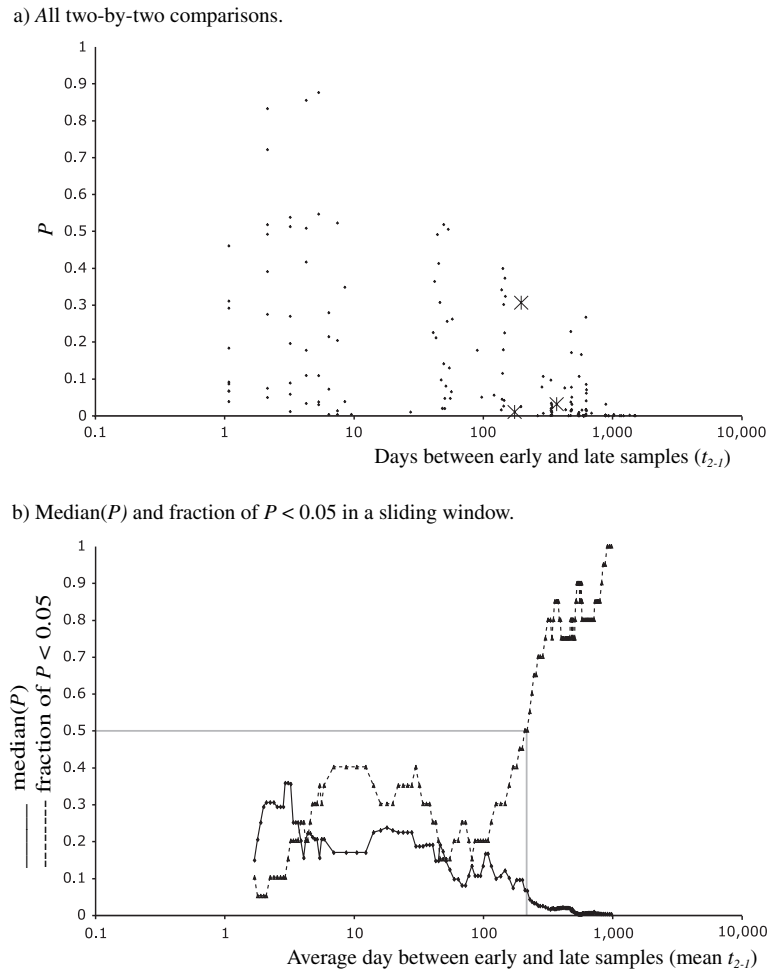 a) All two-by-two comparisons.
1
0.9
0.8
0.7
0.6
0.5
0.4
0.3
0.2
0.1
0
P
0.1 1 10 100 1,000 10,000
Days between early and late samples (t2-1)
b) Median(P) and fraction of P < 0.05 in a sliding window.
1
0.9
0.8
0.7
0.6
0.5
0.4
0.3
0.2
0.1
0
median(P)
fraction of P < 0.05
0.1 1 10 100 1,000 10,000
Average day between early and late samples (mean t2-1)